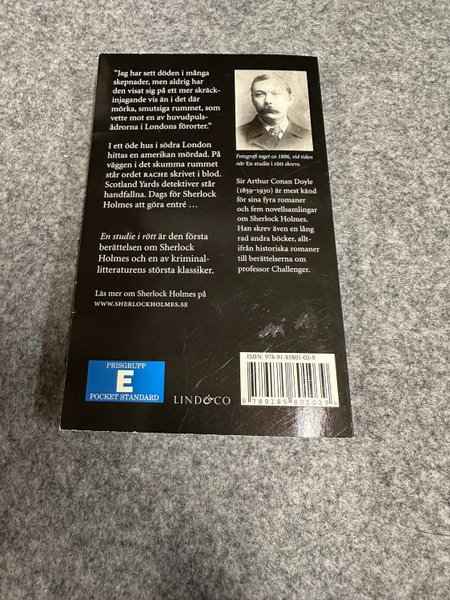 "Jag har sett döden i många
skepnader, men aldrig har
den visat sig på ett mer skräck-
injagande vis än i det där
mörka, smutsiga rummet, som
vette mot en av huvudpuls-
ådrorna i Londons förorter."
I ett öde hus i södra London
hittas en amerikan mördad. På
väggen i det skumma rummet
står ordet RACHE skrivet i blod.
Scotland Yards detektiver står
handfallna. Dags för Sherlock
Holmes att göra entré ...
En studie i rött är den första
berättelsen om Sherlock
Holmes och en av kriminal-
litteraturens största klassiker.
Läs mer om Sherlock Holmes på
WWW.SHERLOCKHOLMES.SE
Fotografi taget ca 1886, vid tiden
när En studie i rött skrevs.
Sir Arthur Conan Doyle
(1859–1930) är mest känd
för sina fyra romaner
och fem novellsamlingar
om Sherlock Holmes.
Han skrev även en lång
rad andra böcker, allt-
ifrån historiska romaner
till berättelserna om
professor Challenger.
PRISGRUPP
E
POCKET STANDARD
LIND&CO
ISBN: 978-91-85801-03-9
9 789185 801039